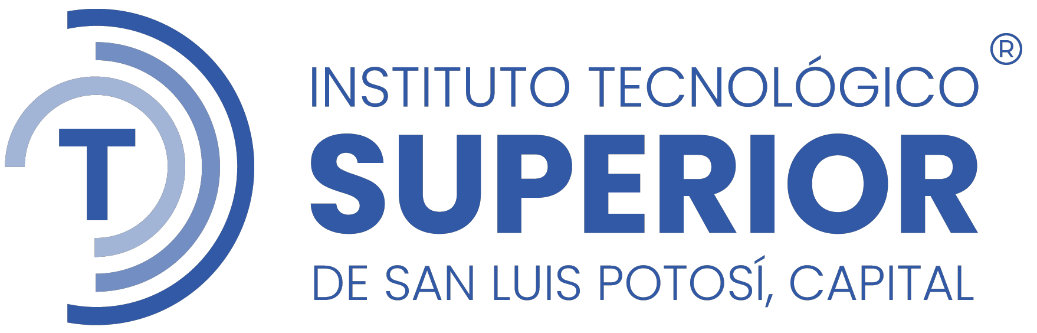 T
INSTITUTO TECNOLÓGICO ®
SUPERIOR
DE SAN LUIS POTOSÍ, CAPITAL